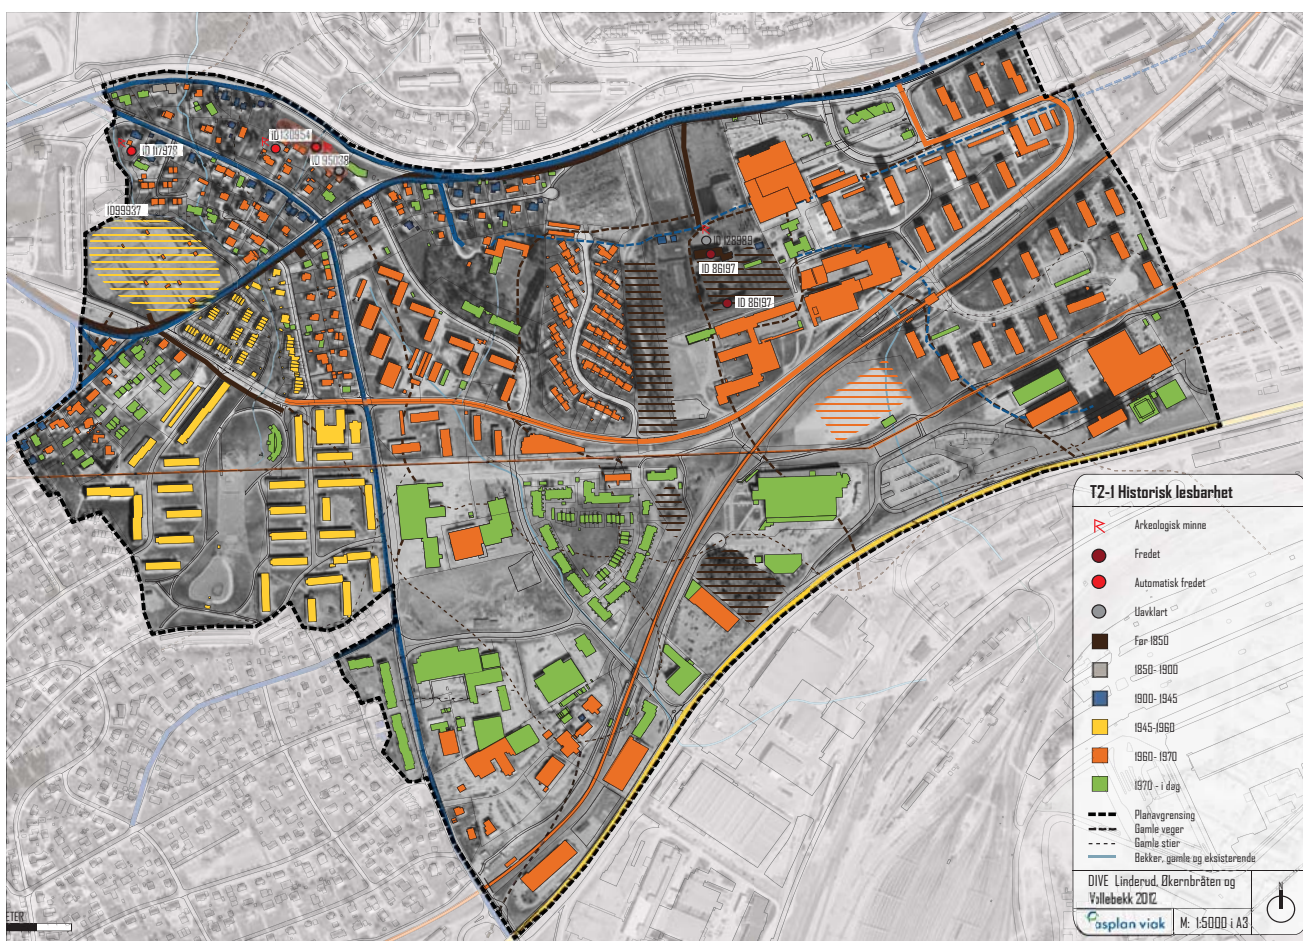 ID 117978
ID 130954
ID 95038
ID99937
ID 128989
ID 86197
ID 86197
T2-1 Historisk lesbarhet
Arkeologisk minne
Fredet
Automatisk fredet
Uavklart
Før 1850
1850- 1900
1900- 1945
1945-1960
1960- 1970
1970 - i dag
Planavgrensing
Gamle veger
Gamle stier
Bekker, gamle og eksisterende
DIVE Linderud, Økernbråten og
Vollebekk 2012
N
asplan viak
M: 1:5000 i A3
ETER